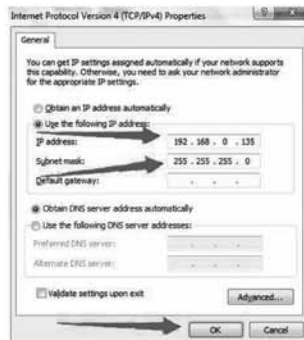 Internet Protocol Version 4 (TCP/IPv4) Properties
General
You can get IP settings assigned automatically if your network supports
this capability. Otherwise, you need to ask your network administrator
for the appropriate IP settings.
Obtain an IP address automatically
Use the following IP address:
IP address: 192 . 168 . 0 . 135
Subnet mask: 255 . 255 . 255 . 0
Default gateway: . . .
Obtain DNS server address automatically
Use the following DNS server addresses:
Preferred DNS server: . . .
Alternate DNS server: . . .
Validate settings upon exit
Advanced...
OK Cancel